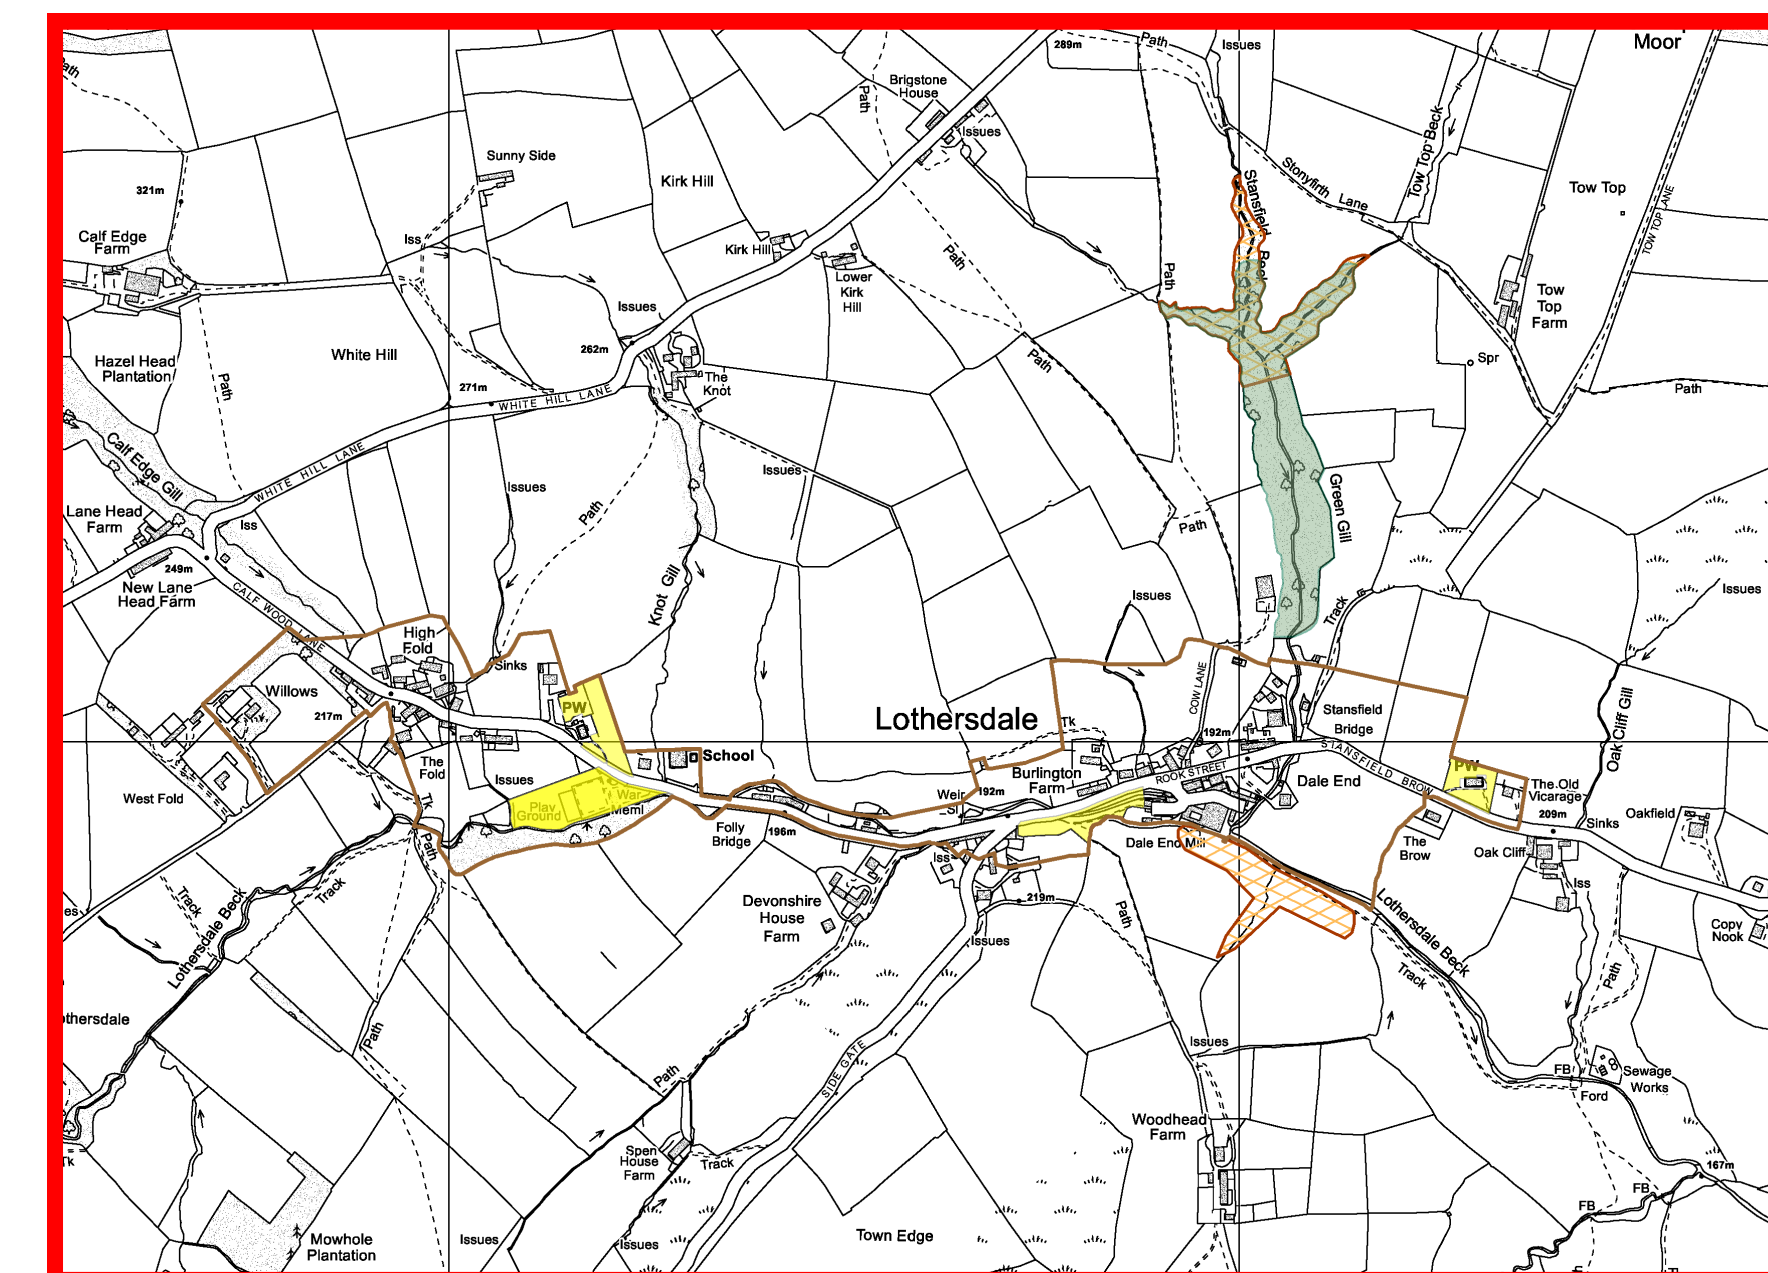 Moor
289m
Path
Issues
Path
Brigstone
House
Path
Path
Issues
Tow Top Beck
Sunny Side
Stonyfirth
Lane
Kirk Hill
Tow Top
321m
Stansfield
Beck
TOW TOP LANE
Calf Edge
Farm
Iss
Kirk Hill
Path
Path
Lower
Kirk
Hill
Tow
Top
Farm
Issues
262m
White Hill
Hazel Head
Plantation
Path
271m
WHITE HILL LANE
The
Knot
Path
Spr
Path
Calf Edge Gill
WHITE HILL LANE
Issues
Issues
Path
Green Gill
Lane Head
Farm
Iss
Path
249m
New Lane
Head Farm
CALF WOOD LANE
Knot Gill
Issues
Track
Issues
High
Fold
Sinks
Willows
217m
PW
COW LANE
Oak Cliff Gill
Lothersdale
Tk
192m
Stansfield
Bridge
STANSFIELD BROW
School
The
Fold
Issues
West Fold
Play
Ground
War
Meml
Weir
192m
Sl
Burlington
Farm
ROOK STREET
Dale End
PW
The Old
Vicarage
209m
Sinks
Oakfield
Tk
Path
Folly
Bridge
196m
Iss
Dale End Mill
The
Brow
Oak Cliff
Iss
Track
Track
Lothersdale Beck
Devonshire
House
Farm
219m
Issues
Path
Lothersdale Beck
Track
Path
Copy
Nook
es
othersdale
Path
Path
SIDE GATE
Issues
FB
Ford
Sewage
Works
Woodhead
Farm
Spen
House
Farm
Track
Tk
167m
FB
FB
Mowhole
Plantation
Issues
Issues
Town Edge